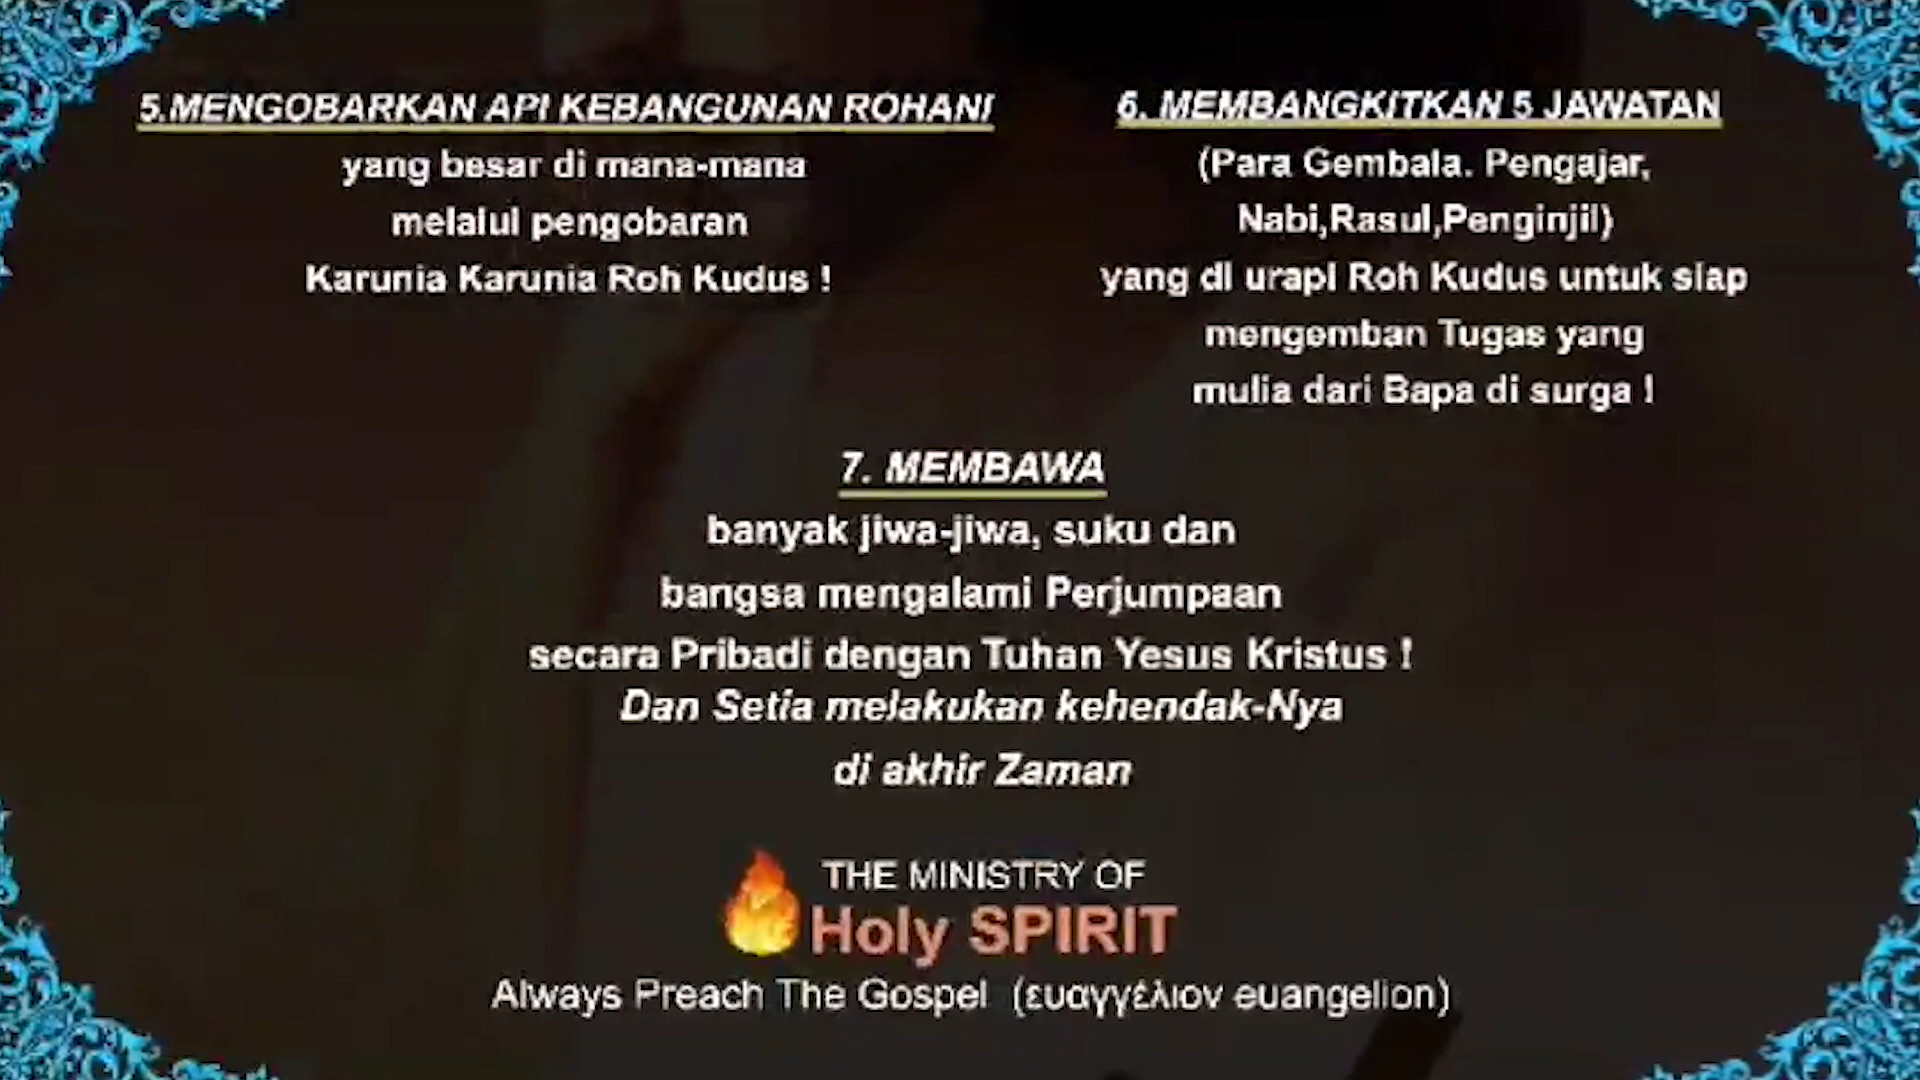 5.MENGOBARKAN API KEBANGUNAN ROHANI
yang besar di mana-mana
melalui pengobaran
Karunia Karunia Roh Kudus !
6. MEMBANGKITKAN 5 JAWATAN
(Para Gembala. Pengajar,
Nabi,Rasul,Penginjil)
yang di urapi Roh Kudus untuk siap
mengemban Tugas yang
mulia dari Bapa di surga !
7. MEMBAWA
banyak jiwa-jiwa, suku dan
bangsa mengalami Perjumpaan
secara Pribadi dengan Tuhan Yesus Kristus !
Dan Setia melakukan kehendak-Nya
di akhir Zaman
THE MINISTRY OF
Holy SPIRIT
Always Preach The Gospel (ευαγγέλιον euangelion)